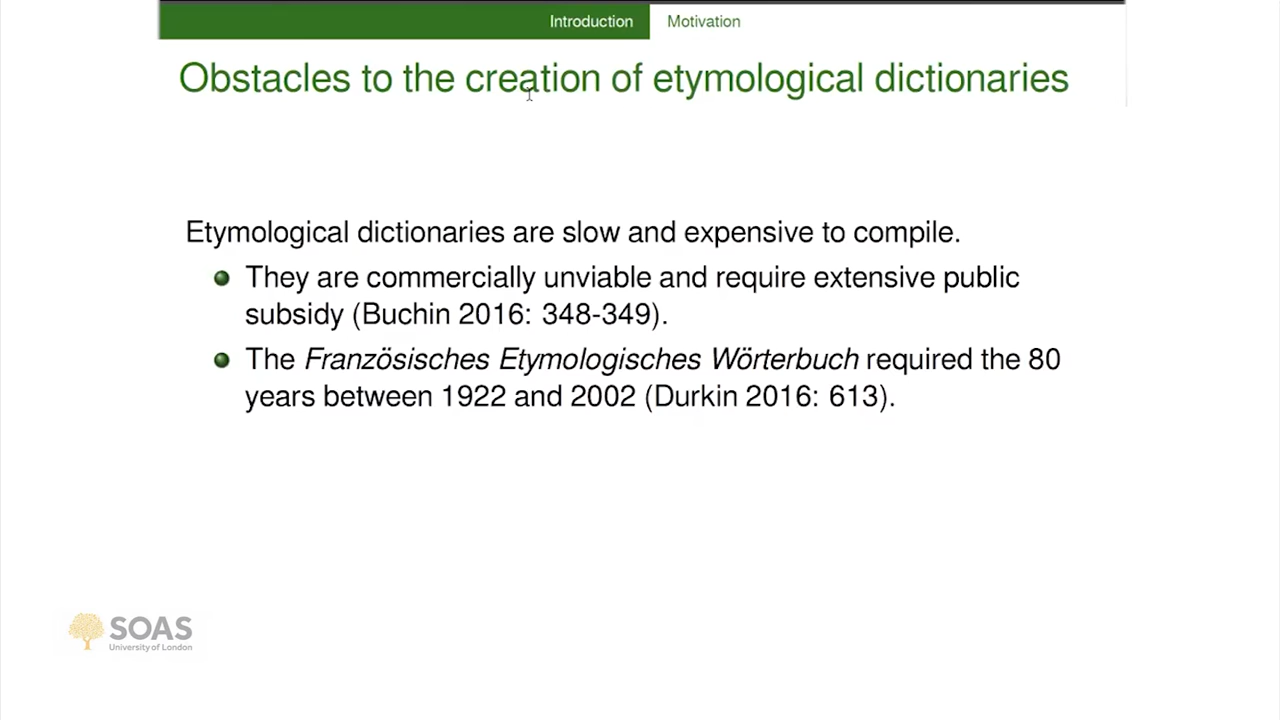 Introduction
Motivation
Obstacles to the creation of etymological dictionaries
Etymological dictionaries are slow and expensive to compile.
They are commercially unviable and require extensive public
subsidy (Buchin 2016: 348-349).
The Französisches Etymologisches Wörterbuch required the 80
years between 1922 and 2002 (Durkin 2016: 613).
SOAS
University of London